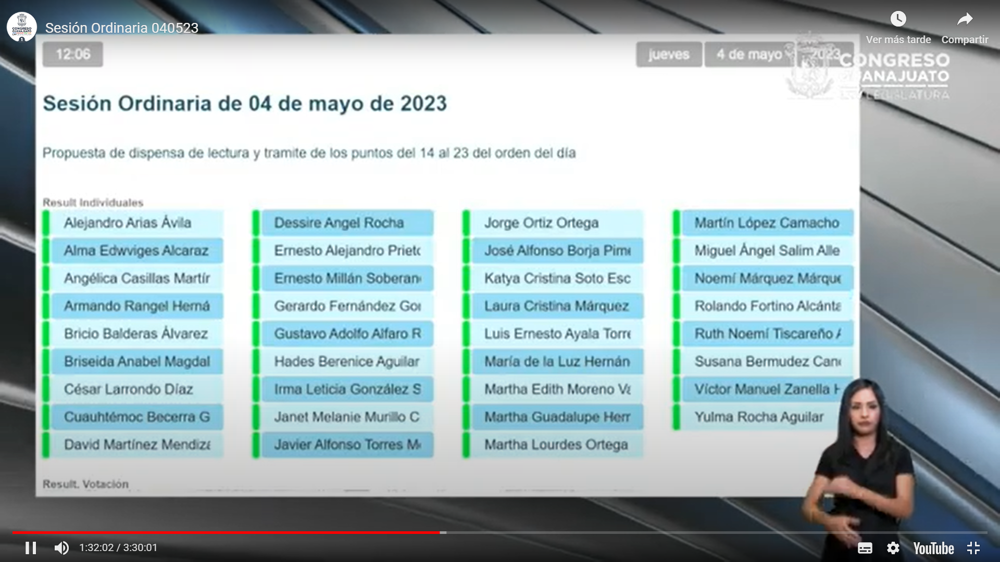 Sesión Ordinaria 040523
Ver más tarde
Compartir
12:06
jueves
4 de mayo
2023
CONGRESO
GUANAJUATO
LXV LEGISLATURA
Sesión Ordinaria de 04 de mayo de 2023
Propuesta de dispensa de lectura y tramite de los puntos del 14 al 23 del orden del día
Result Individuales
Alejandro Arias Ávila
Alma Edwviges Alcaraz
Angélica Casillas Martír
Armando Rangel Herná
Bricio Balderas Álvarez
Briseida Anabel Magdal
César Larrondo Díaz
Cuauhtémoc Becerra G
David Martínez Mendiza
Dessire Angel Rocha
Ernesto Alejandro Prieto
Ernesto Millán Soberan
Gerardo Fernández Gor
Gustavo Adolfo Alfaro R
Hades Berenice Aguilar
Irma Leticia González S
Janet Melanie Murillo C
Javier Alfonso Torres M
Jorge Ortiz Ortega
José Alfonso Borja Pim
Katya Cristina Soto Esc
Laura Cristina Márquez
Luis Ernesto Ayala Torre
María de la Luz Hernán
Martha Edith Moreno Va
Martha Guadalupe Herr
Martha Lourdes Ortega
Martín López Camacho
Miguel Ángel Salim Alle
Noemí Márquez Márque
Rolando Fortino Alcánta
Ruth Noemí Tiscareño A
Susana Bermudez Can
Víctor Manuel Zanella H
Yulma Rocha Aguilar
Result. Votación
1:32:02 / 3:30:01
YouTube